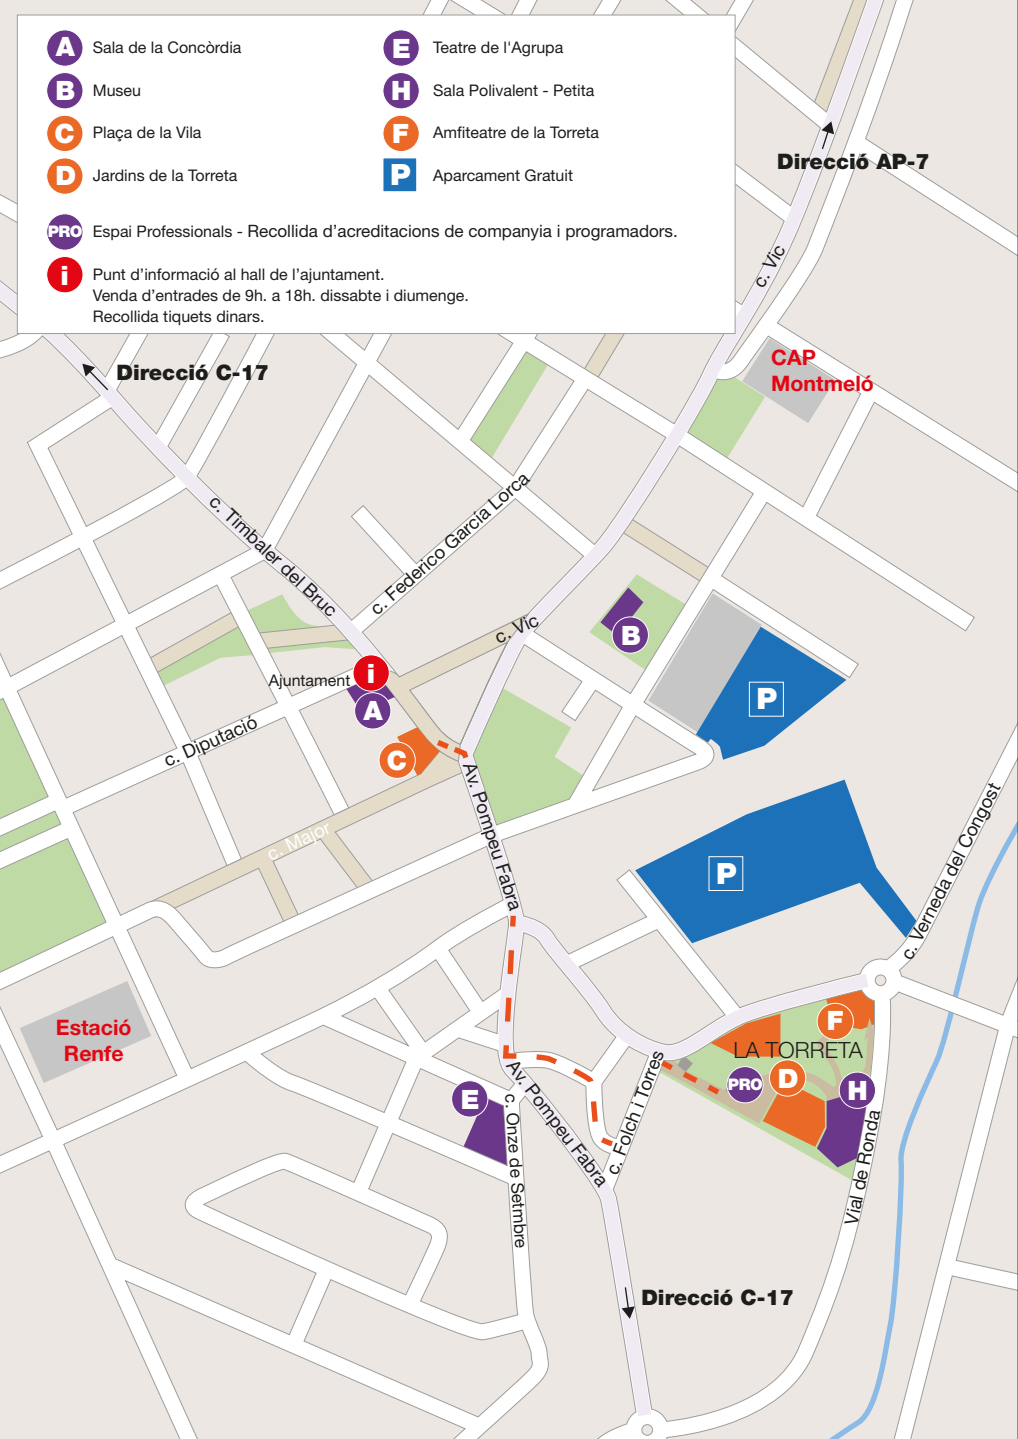 A Sala de la Concòrdia
E Teatre de l'Agrupa
B Museu
H Sala Polivalent - Petita
C Plaça de la Vila
F Amfiteatre de la Torreta
D Jardins de la Torreta
P Aparcament Gratuit
PRO Espai Professionals - Recollida d'acreditacions de companyia i programadors.
i Punt d'informació al hall de l'ajuntament.
Venda d'entrades de 9h. a 18h. dissabte i diumenge.
Recollida tiquets dinars.
Direcció AP-7
c. Vic
CAP
Montmeló
Direcció C-17
c. Timbaler del Bruc
c. Federico García Lorca
c. Vic
B
Ajuntament
i
A
P
c. Diputació
C
Av. Pompeu Fabra
c. Major
P
c. Verneda del Congost
Estació
Renfe
F
LA TORRETA
PRO
D
H
E
Av. Pompeu Fabra
c. Folch i Torres
c. Onze de Setmbre
Vial de Ronda
Direcció C-17